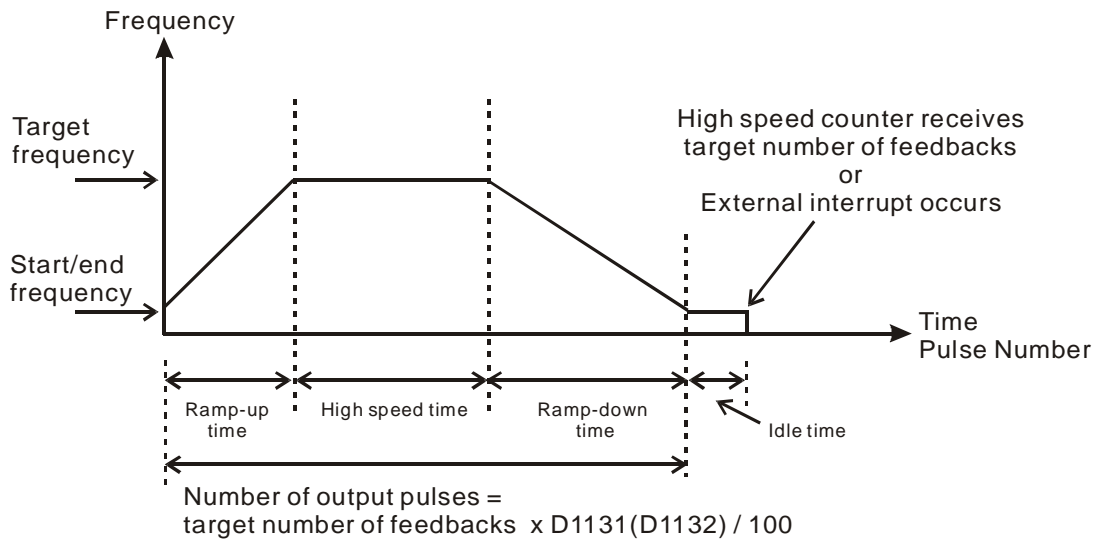 Frequency
Target
frequency
High speed counter receives
target number of feedbacks
or
External interrupt occurs
Start/end
frequency
Time
Pulse Number
Ramp-up
time
High speed time
Ramp-down
time
Idle time
Number of output pulses =
target number of feedbacks x D1131(D1132) / 100